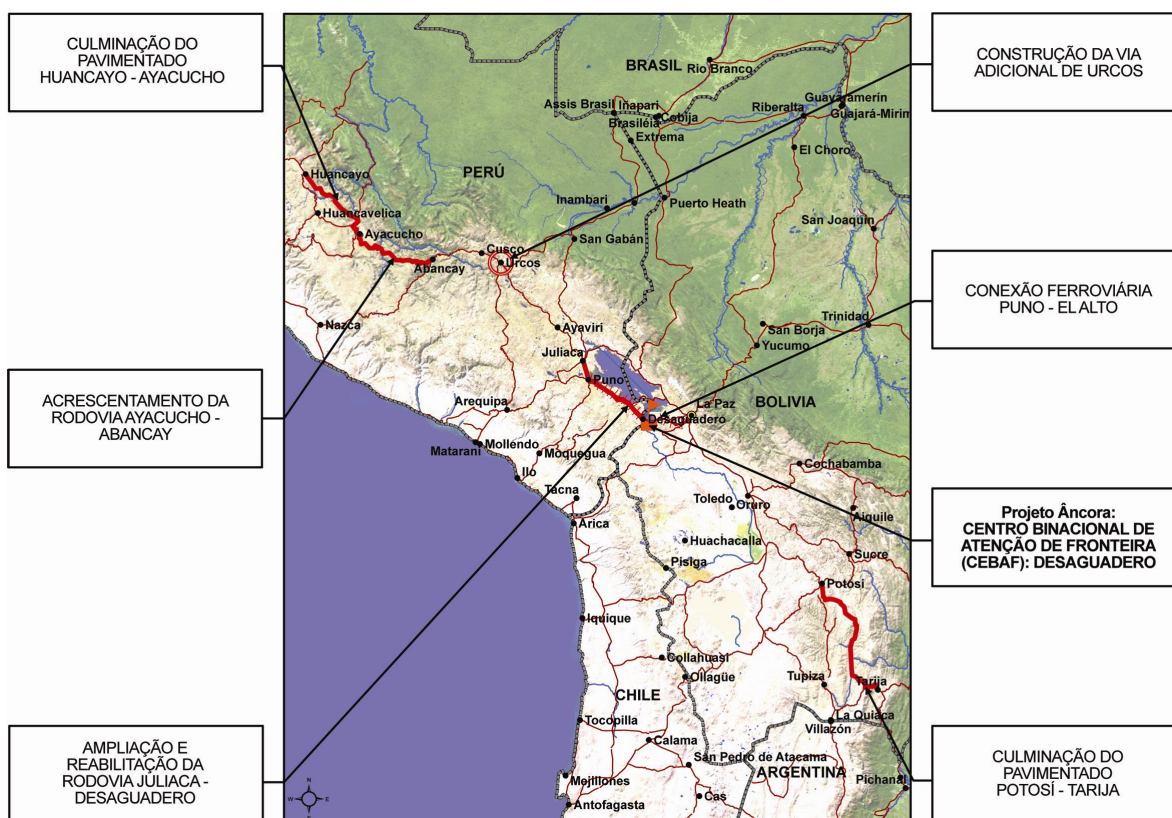 CULMINAÇÃO DO
PAVIMENTADO
HUANCAYO - AYACUCHO
ACRESCENTAMENTO DA
RODOVIA AYACUCHO -
ABANCAY
AMPLIAÇÃO E
REABILITAÇÃO DA
RODOVIA JULIACA -
DESAGUADERO
BRASIL
Rio Branco
Assis Brasil
Iñapari
Brasiléia
Cobija
Extrema
Riberalta
Guayaramerín
Guajará-Mirim
El Choro
PERÚ
Huancayo
Huancavelica
Ayacucho
Abancay
Cusco
Urcos
Inambari
San Gabán
Puerto Heath
San Joaquin
Nazca
Ayaviri
Juliaca
Puno
San Borja
Yucumo
Trinidad
Arequipa
La Paz
BOLIVIA
Desaguadero
Matarani
Mollendo
Moquegua
Ilo
Tacna
Arica
Cochabamba
Toledo
Oruro
Aiquile
Huachacalla
Pisiga
Sucre
Potosi
Iquique
Collahuasi
Ollagüe
CHILE
Tupiza
Tarija
La Quiaca
Villazón
Tocopilla
Calama
San Pedro de Atacama
ARGENTINA
Pichanal
Mejillones
Antofagasta
Cas
N
W
E
S
CONSTRUÇÃO DA VIA
ADICIONAL DE URCOS
CONEXÃO FERROVIÁRIA
PUNO - EL ALTO
Projeto Âncora:
CENTRO BINACIONAL DE
ATENÇÃO DE FRONTEIRA
(CEBAF): DESAGUADERO
CULMINAÇÃO DO
PAVIMENTADO
POTOSÍ - TARIJA